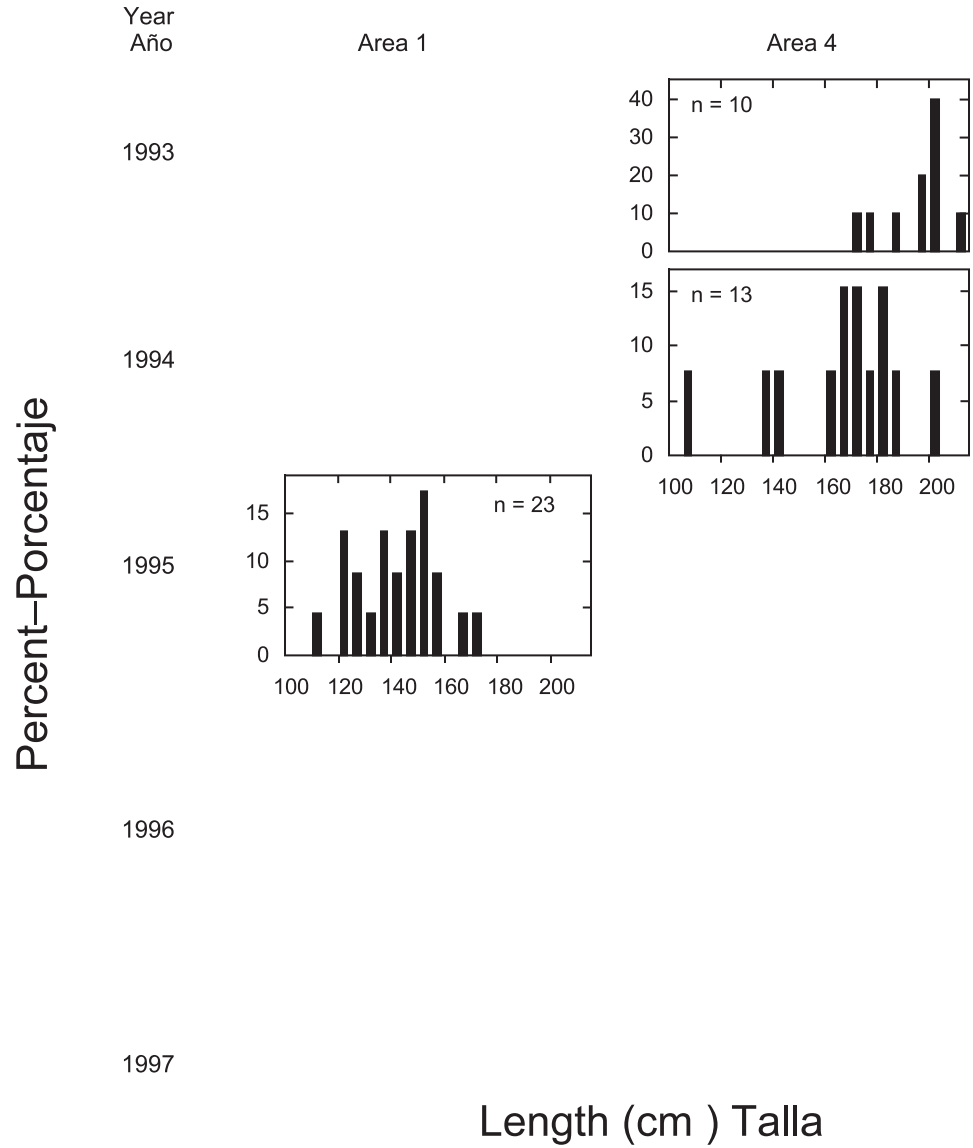 Year
Año
Area 1
Area 4
1993
n = 10
40
30
20
10
0
1994
n = 13
15
10
5
0
100 120 140 160 180 200
1995
n = 23
15
10
5
0
100 120 140 160 180 200
1996
1997
Percent–Porcentaje
Length (cm ) Talla